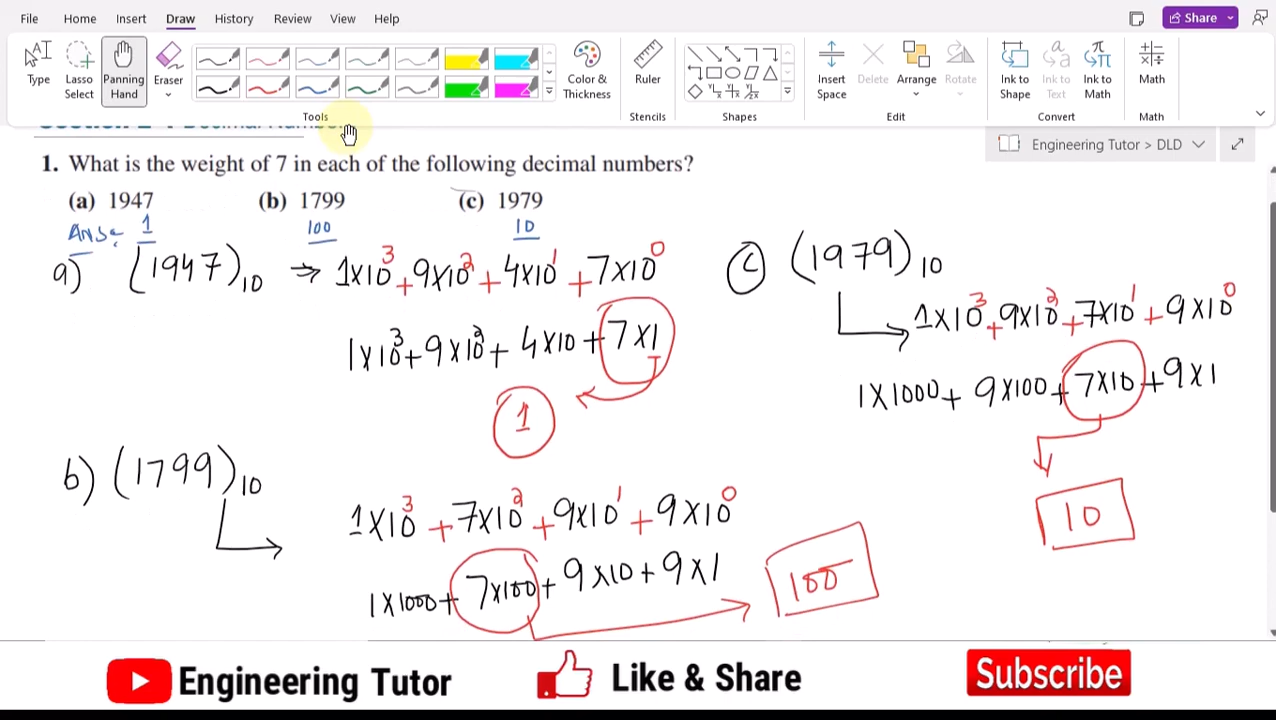 File Home Insert Draw History Review View Help Share
Type Lasso Select Panning Hand Eraser Color & Thickness Ruler Insert Space Delete Arrange Rotate Ink to Shape Ink to Text Ink to Math Math
Tools Stencils Shapes Edit Convert Math
Engineering Tutor > DLD
1. What is the weight of 7 in each of the following decimal numbers?
(a) 1947 (b) 1799 (c) 1979
Ans: 1 100 10
a) (1947)10 → 1x10^3 + 9x10^2 + 4x10^1 + 7x10^0
1x10^3 + 9x10^2 + 4x10 + 7x1
1
b) (1799)10
1x10^3 + 7x10^2 + 9x10^1 + 9x10^0
1x1000 + 7x100 + 9x10 + 9x1
100
c (1979)10
1x10^3 + 9x10^2 + 7x10^1 + 9x10^0
1x1000 + 9x100 + 7x10 + 9x1
10
Engineering Tutor Like & Share Subscribe